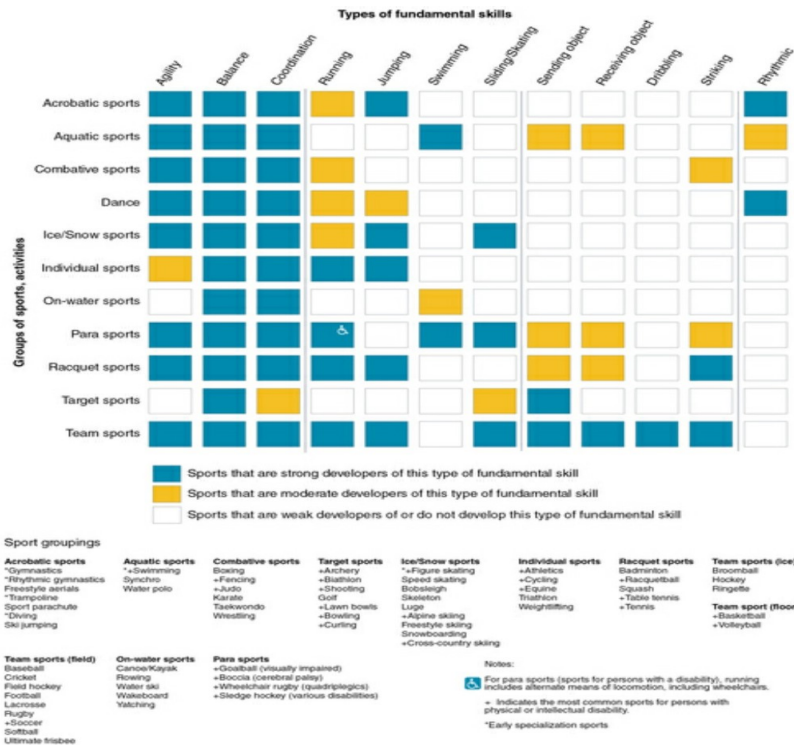 Types of fundamental skills
Agility
Balance
Coordination
Running
Jumping
Swimming
Sliding/Skating
Sending object
Receiving object
Dribbling
Striking
Rhythmic
Groups of sports, activities
Acrobatic sports
Aquatic sports
Combative sports
Dance
Ice/Snow sports
Individual sports
On-water sports
Para sports
Racquet sports
Target sports
Team sports
Sports that are strong developers of this type of fundamental skill
Sports that are moderate developers of this type of fundamental skill
Sports that are weak developers of or do not develop this type of fundamental skill
Sport groupings
Acrobatic sports
*Gymnastics
*Rhythmic gymnastics
Freestyle aerials
*Trampoline
Sport parachute
*Diving
Ski jumping
Aquatic sports
*+Swimming
Synchro
Water polo
Combative sports
Boxing
+Fencing
+Judo
Karate
Taekwondo
Wrestling
Target sports
+Archery
+Biathlon
+Shooting
Golf
+Lawn bowls
+Bowling
+Curling
Ice/Snow sports
*+Figure skating
Speed skating
Bobsleigh
Skeleton
Luge
+Alpine skiing
Freestyle skiing
Snowboarding
+Cross-country skiing
Individual sports
+Athletics
+Cycling
+Equine
Triathlon
Weightlifting
Racquet sports
Badminton
+Racquetball
Squash
+Table tennis
+Tennis
Team sports (ice)
Broomball
Hockey
Ringette
Team sport (floor
+Basketball
+Volleyball
Team sports (field)
Baseball
Cricket
Field hockey
Football
Lacrosse
Rugby
+Soccer
Softball
Ultimate frisbee
On-water sports
Canoe/Kayak
Rowing
Water ski
Wakeboard
Yatching
Para sports
+Goalball (visually impaired)
+Boccia (cerebral palsy)
+Wheelchair rugby (quadriplegics)
+Sledge hockey (various disabilities)
Notes:
For para sports (sports for persons with a disability), running
includes alternate means of locomotion, including wheelchairs.
+ Indicates the most common sports for persons with
physical or intellectual disability.
*Early specialization sports